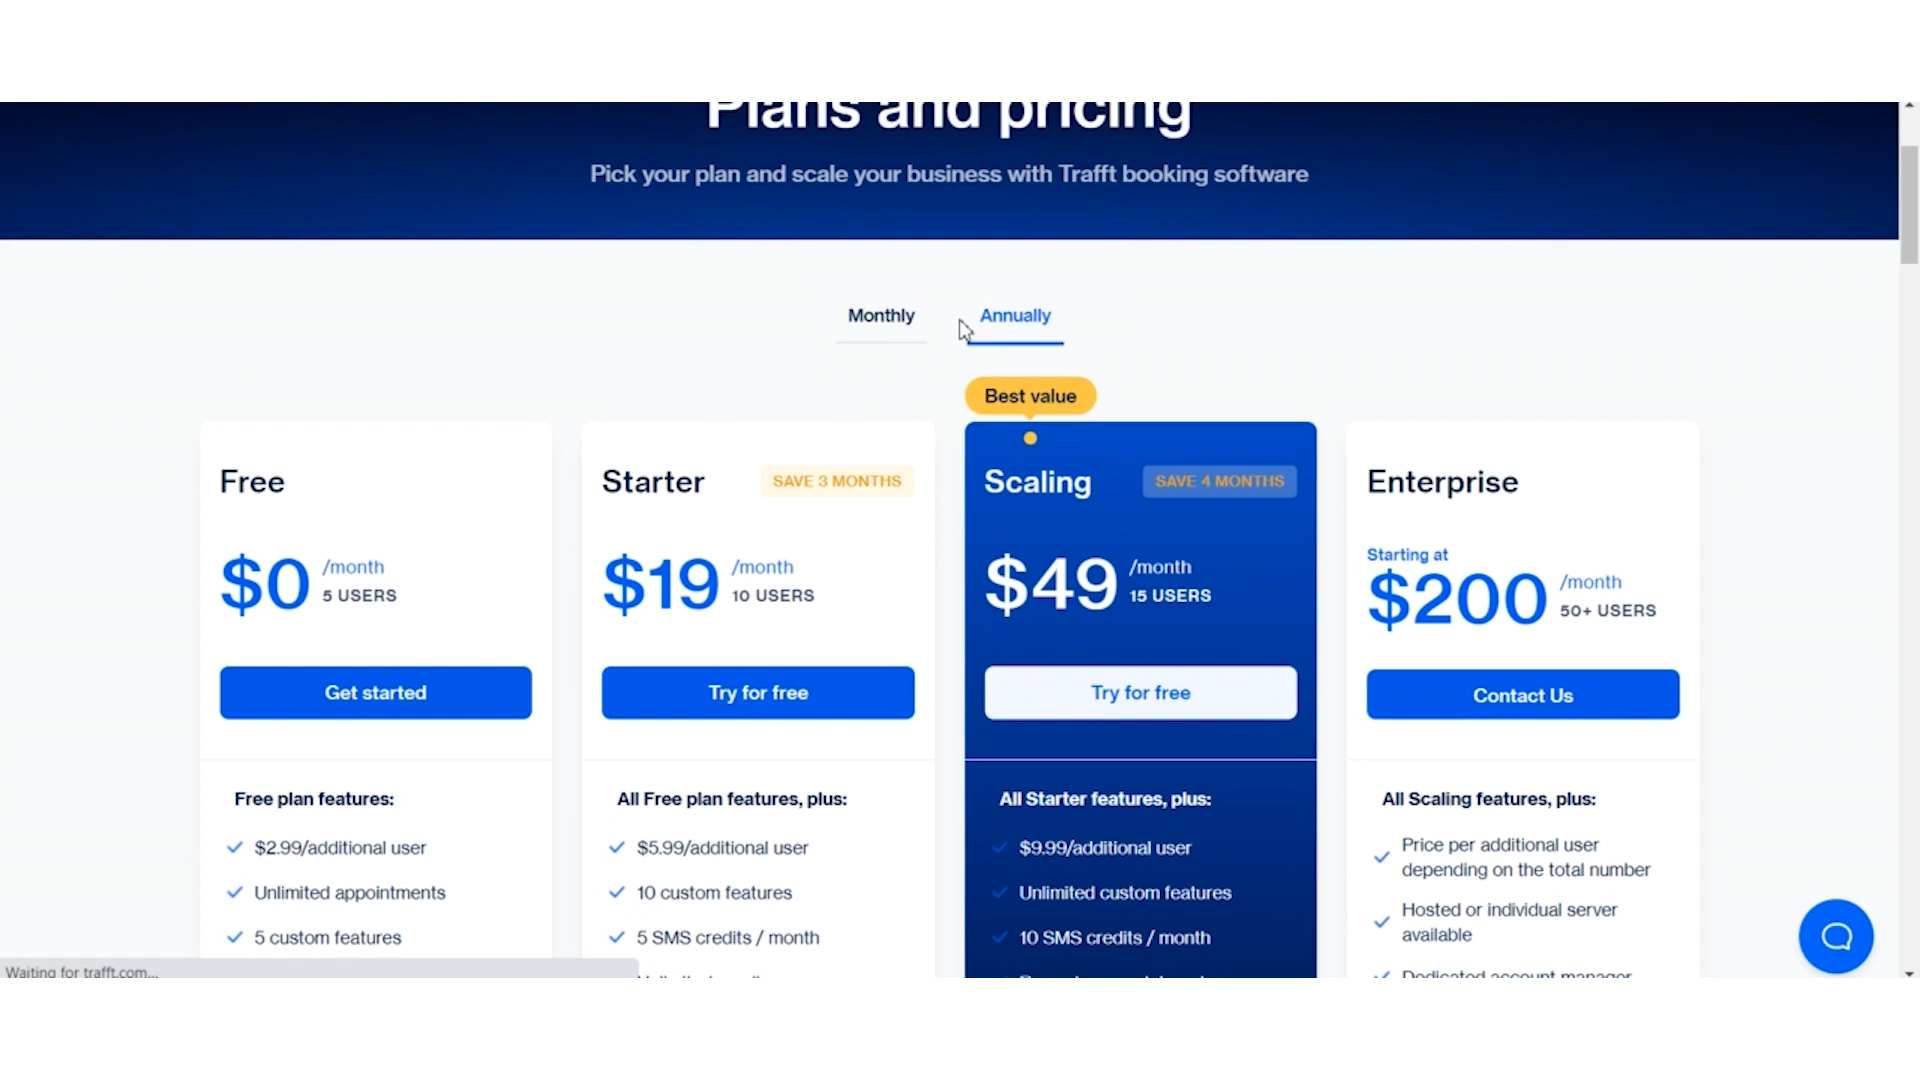 Plans and pricing
Pick your plan and scale your business with Trafft booking software
Monthly
Annually
Best value
Free
$0 /month
5 USERS
Get started
Free plan features:
$2.99/additional user
Unlimited appointments
5 custom features
Starter
SAVE 3 MONTHS
$19 /month
10 USERS
Try for free
All Free plan features, plus:
$5.99/additional user
10 custom features
5 SMS credits / month
Scaling
SAVE 4 MONTHS
$49 /month
15 USERS
Try for free
All Starter features, plus:
$9.99/additional user
Unlimited custom features
10 SMS credits / month
Enterprise
Starting at
$200 /month
50+ USERS
Contact Us
All Scaling features, plus:
Price per additional user
depending on the total number
Hosted or individual server
available
Dedicated account manager
Waiting for trafft.com...